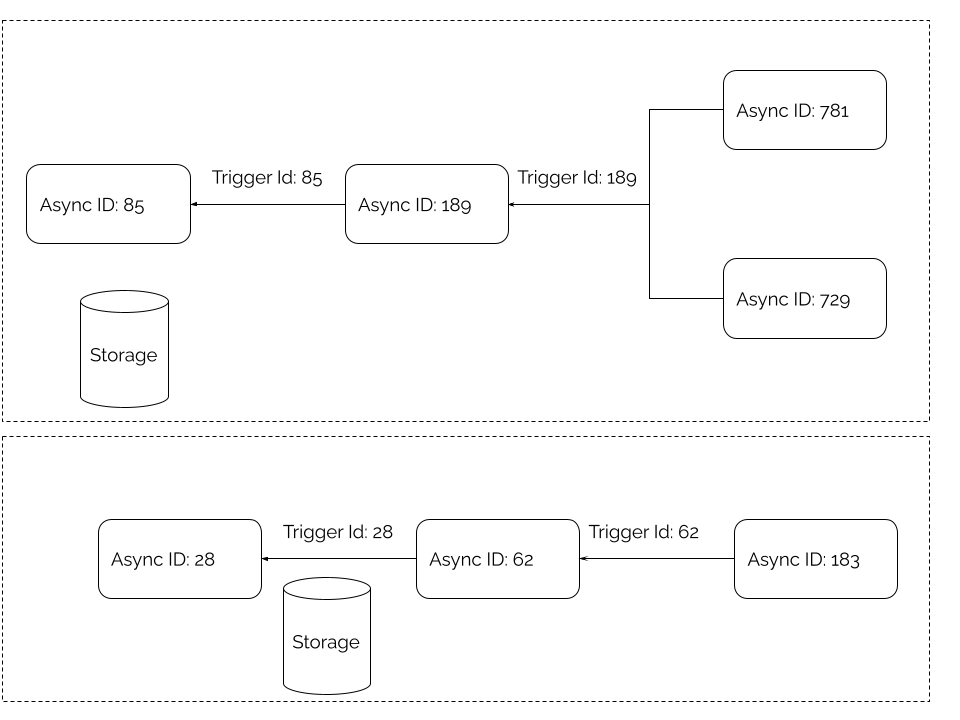 Async ID: 781
Trigger Id: 85
Trigger Id: 189
Async ID: 85
Async ID: 189
Async ID: 729
Storage
Trigger Id: 28
Trigger Id: 62
Async ID: 28
Async ID: 62
Async ID: 183
Storage